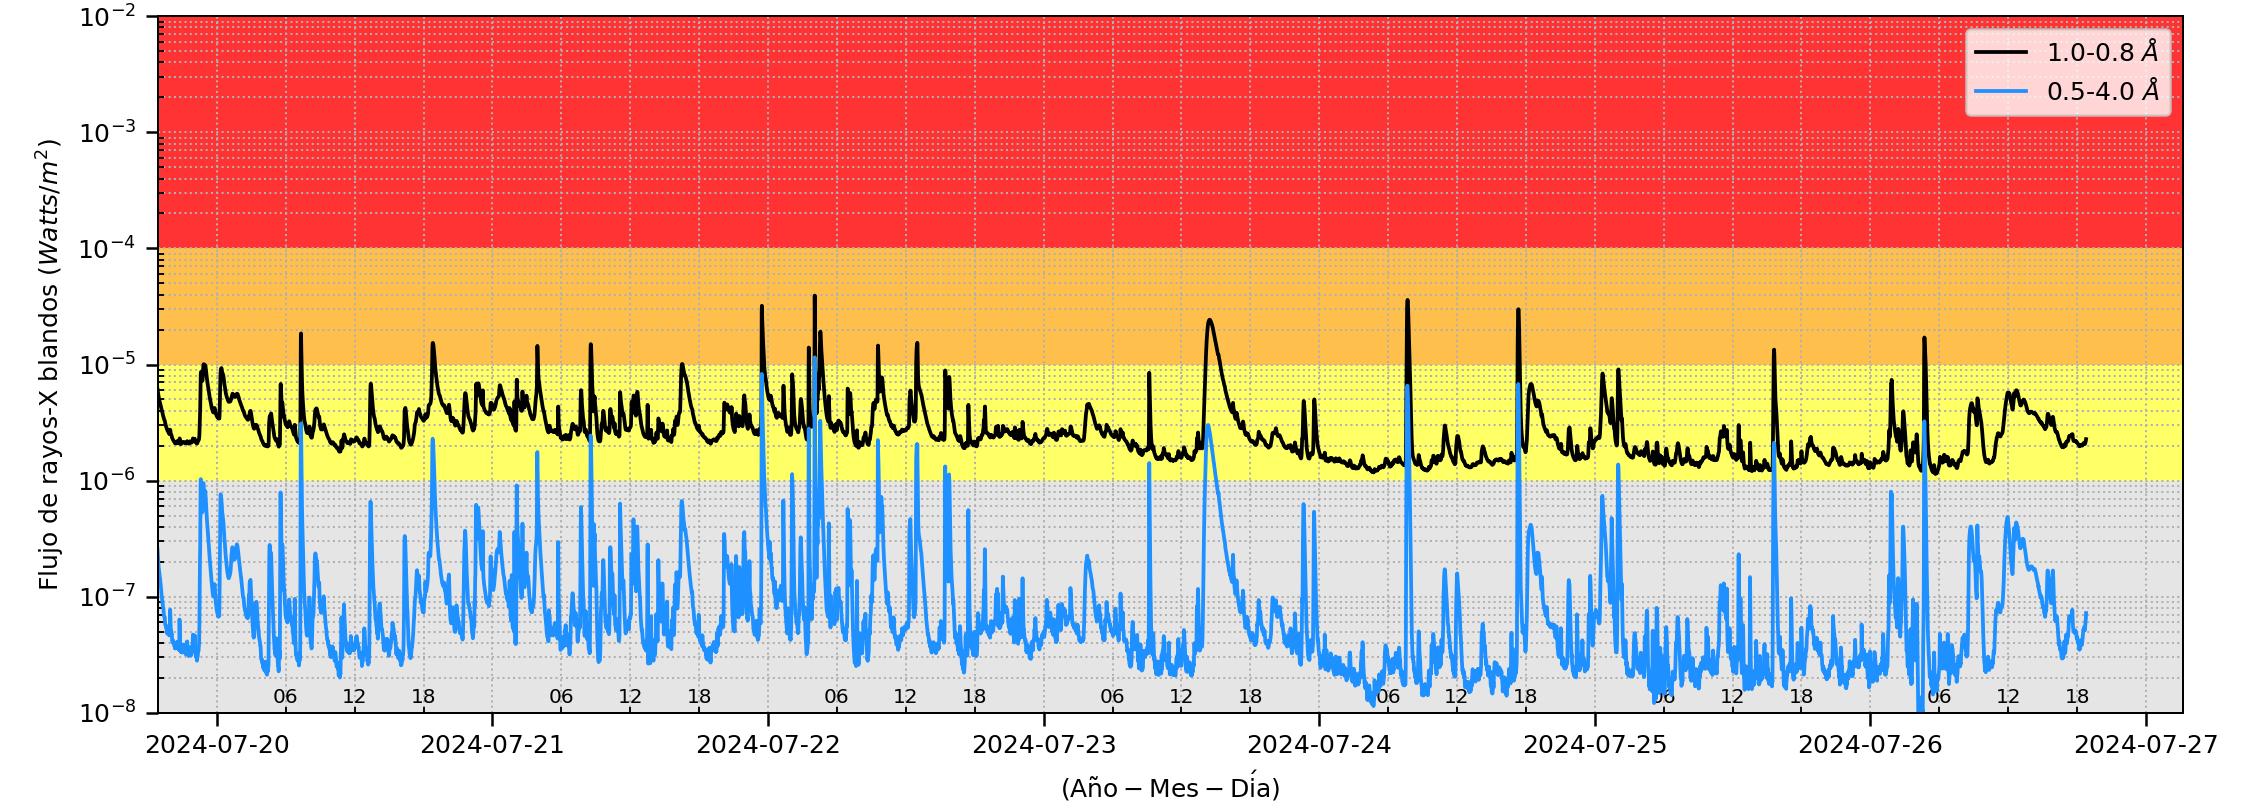 10⁻²
10⁻³
10⁻⁴
10⁻⁵
10⁻⁶
10⁻⁷
10⁻⁸
Flujo de rayos-X blandos (Watts/m²)
1.0-0.8 Å
0.5-4.0 Å
06 12 18 06 12 18 06 12 18 06 12 18 06 12 18 06 12 18 06 12 18
2024-07-20 2024-07-21 2024-07-22 2024-07-23 2024-07-24 2024-07-25 2024-07-26 2024-07-27
(Año − Mes − Día)